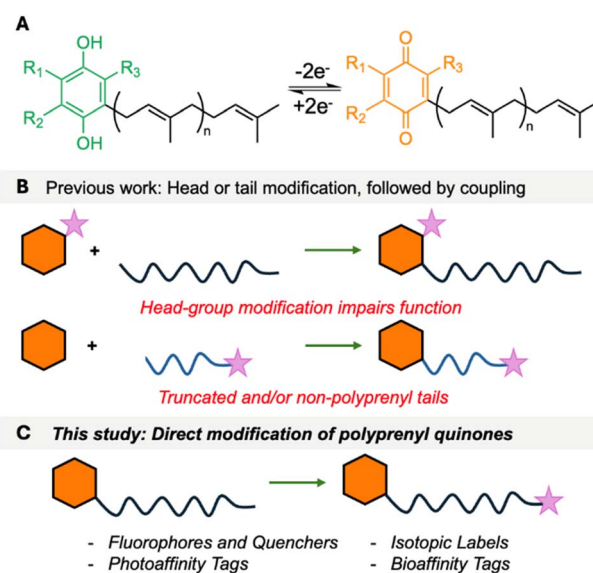 A
OH
R1
R3
R2
n
OH
-2e-
+2e-
O
R1
R3
R2
n
O
B Previous work: Head or tail modification, followed by coupling
+
Head-group modification impairs function
+
Truncated and/or non-polyprenyl tails
C This study: Direct modification of polyprenyl quinones
- Fluorophores and Quenchers
- Photoaffinity Tags
- Isotopic Labels
- Bioaffinity Tags